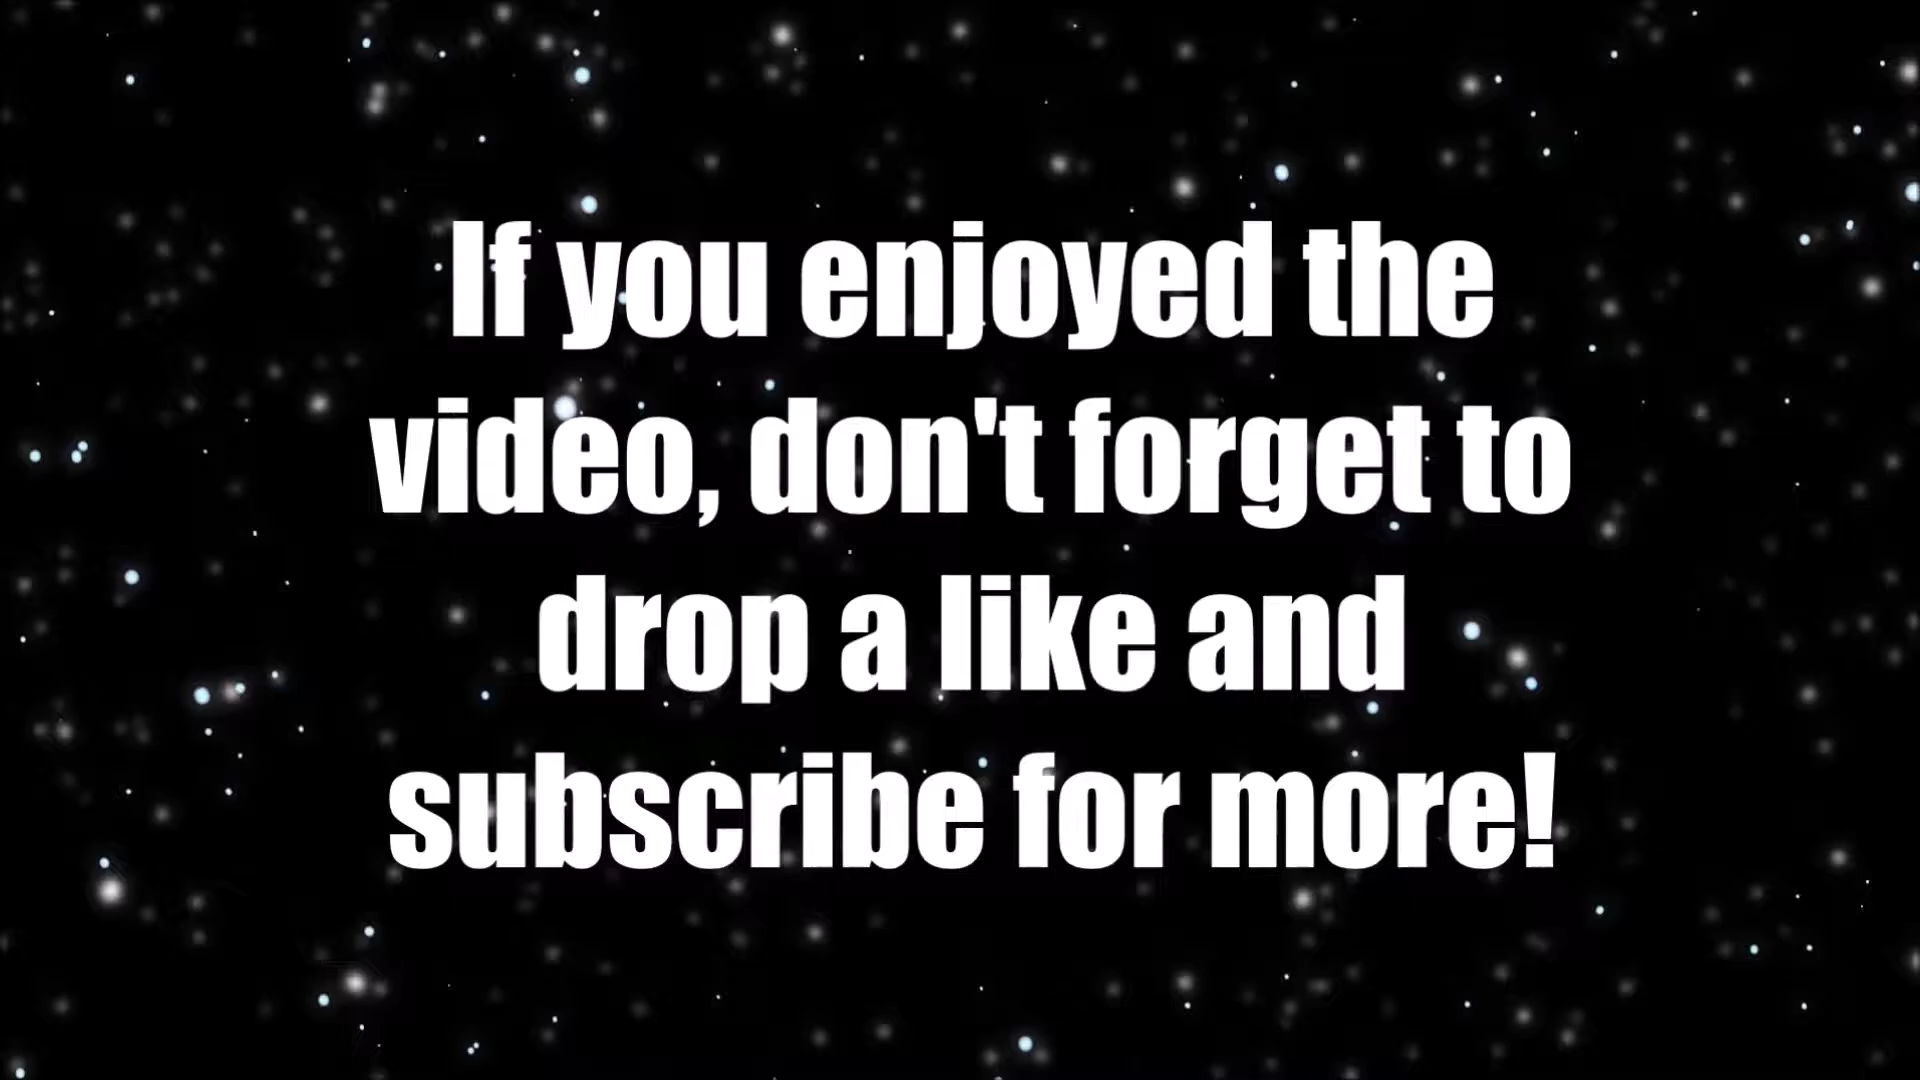 If you enjoyed the
video, don't forget to
drop a like and
subscribe for more!